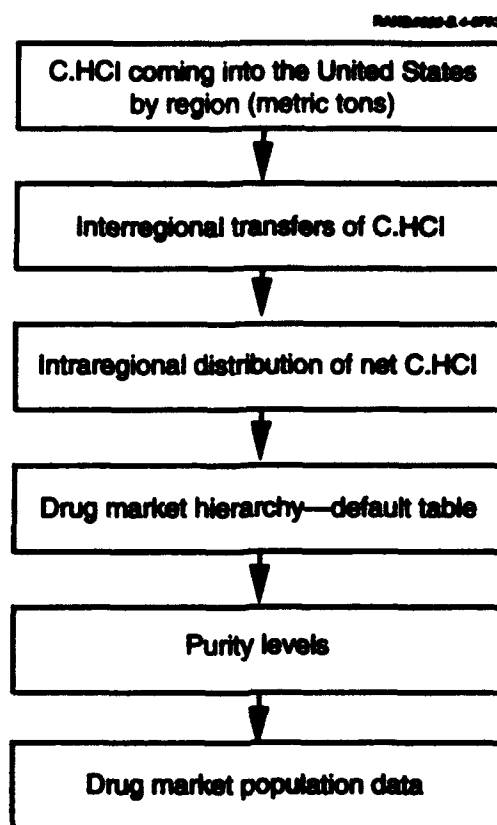 C.HCl coming into the United States
by region (metric tons)
Interregional transfers of C.HCl
Intraregional distribution of net C.HCl
Drug market hierarchy—default table
Purity levels
Drug market population data